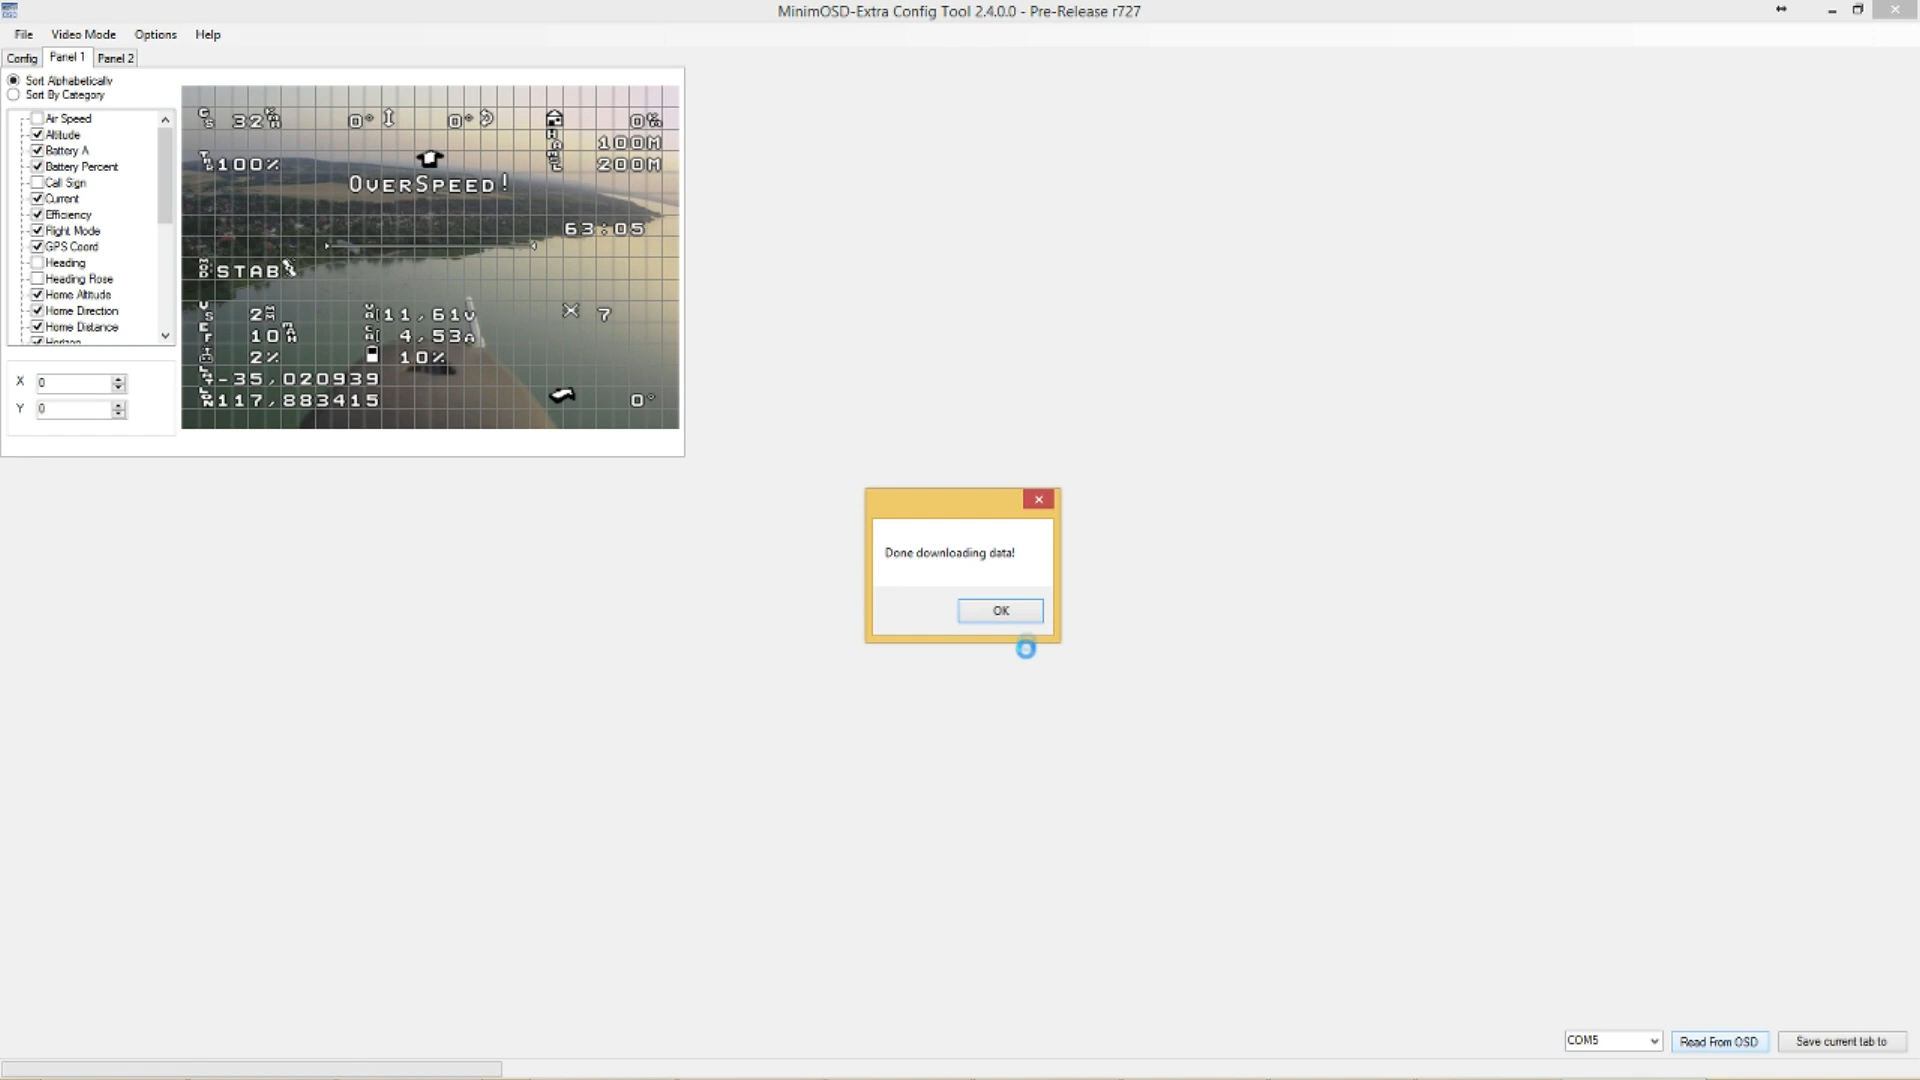 MinimOSD-Extra Config Tool 2.4.0.0 - Pre-Release r727
File Video Mode Options Help
Config Panel 1 Panel 2
Sort Alphabetically
Sort By Category
Air Speed
Altitude
Battery A
Battery Percent
Call Sign
Current
Efficiency
Flight Mode
GPS Coord
Heading
Heading Rose
Home Altitude
Home Direction
Home Distance
Horizon
X 0
Y 0
32 0° 0° 0
100M
100% 200M
OverSpeed!
63:05
STAB
2 11,61v 7
10 4,53A
2% 10%
-35,020939
117,883415 0°
Done downloading data!
OK
COM5 Read From OSD Save current tab to